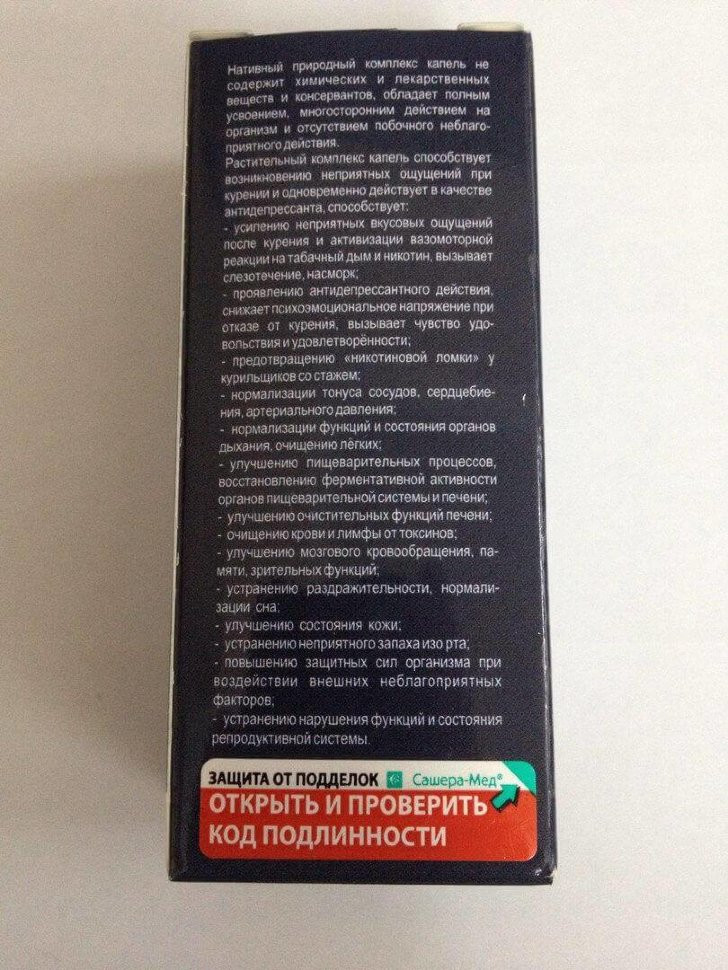 Нативный природный комплекс капель не
содержит химических и лекарственных
веществ и консервантов, обладает полным
усвоением, многосторонним действием на
организм и отсутствием побочного неблаго-
приятного действия.
Растительный комплекс капель способствует
возникновению неприятных ощущений при
курении и одновременно действует в качестве
антидепрессанта, способствует:
- усилению неприятных вкусовых ощущений
после курения и активизации вазомоторной
реакции на табачный дым и никотин, вызывает
слезотечение, насморк;
- проявлению антидепрессантного действия,
снижает психоэмоциональное напряжение при
отказе от курения, вызывает чувство удо-
вольствия и удовлетворённости;
- предотвращению «никотиновой ломки» у
курильщиков со стажем;
- нормализации тонуса сосудов, сердцебие-
ния, артериального давления;
- нормализации функций и состояния органов
дыхания, очищению лёгких;
- улучшению пищеварительных процессов,
восстановлению ферментативной активности
органов пищеварительной системы и печени;
- улучшению очистительных функций печени;
- очищению крови и лимфы от токсинов;
- улучшению мозгового кровообращения, па-
мяти, зрительных функций;
- устранению раздражительности, нормали-
зации сна;
- улучшению состояния кожи;
- устранению неприятного запаха изо рта;
- повышению защитных сил организма при
воздействии внешних неблагоприятных
факторов;
- устранению нарушения функций и состояния
репродуктивной системы.
ЗАЩИТА ОТ ПОДДЕЛОК Сашера-Мед®
ОТКРЫТЬ И ПРОВЕРИТЬ
КОД ПОДЛИННОСТИ